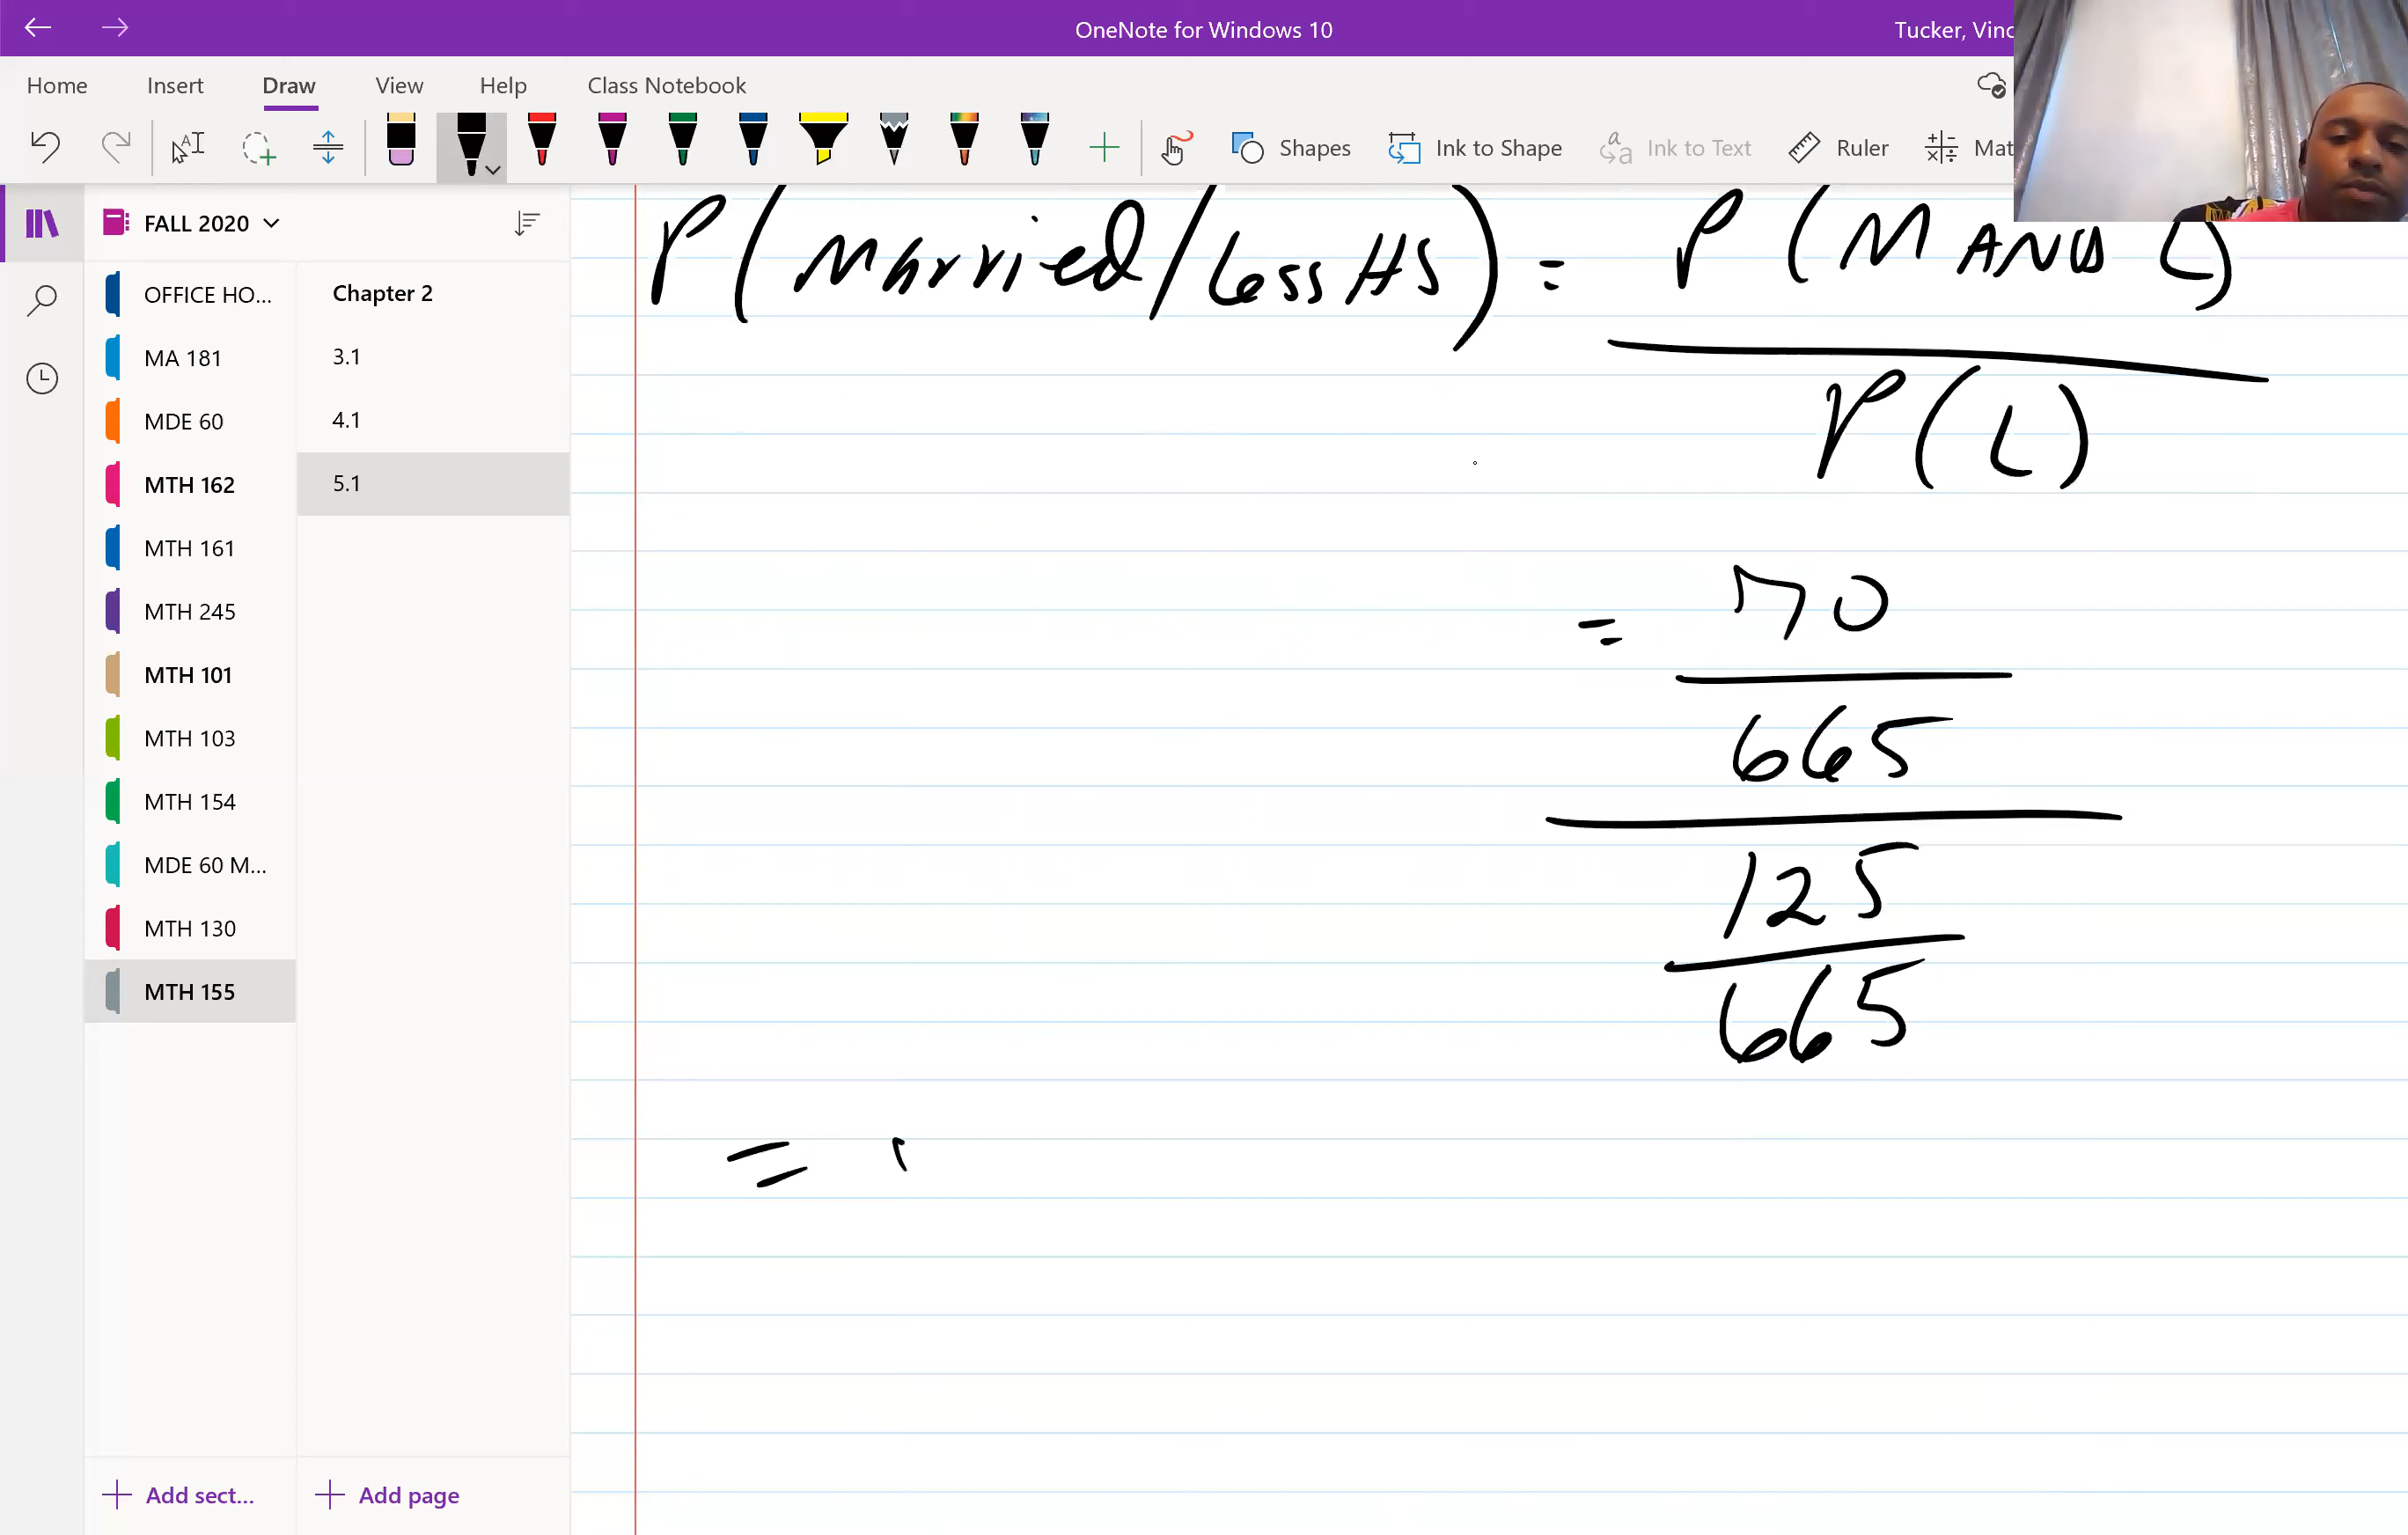 OneNote for Windows 10
Tucker, Vinc
Home Insert Draw View Help Class Notebook
Shapes Ink to Shape Ink to Text Ruler Mat
FALL 2020
OFFICE HO...
MA 181
MDE 60
MTH 162
MTH 161
MTH 245
MTH 101
MTH 103
MTH 154
MDE 60 M...
MTH 130
MTH 155
Add sect...
Chapter 2
3.1
4.1
5.1
Add page
P(Married/Less HS) = P(M AND L)
P(L)
= 70
665
125
665
=